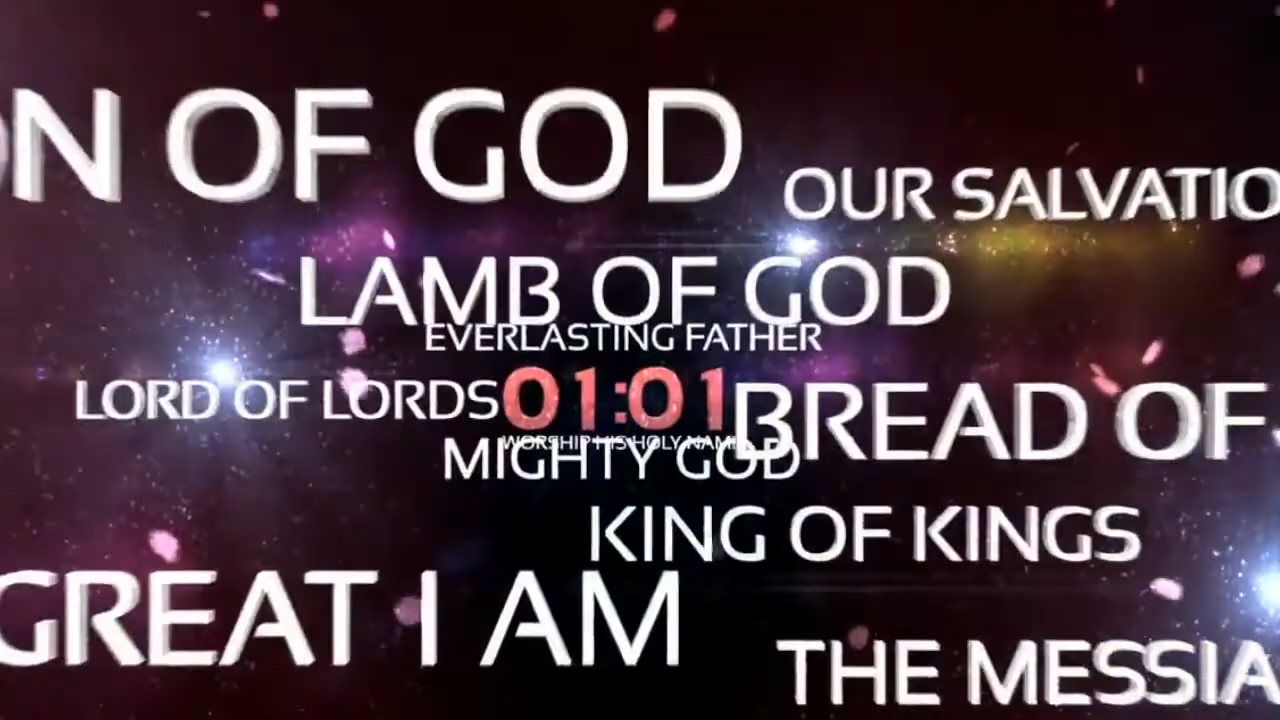 ON OF GOD
OUR SALVATIO
LAMB OF GOD
EVERLASTING FATHER
LORD OF LORDS
01:01
BREAD OF
WORSHIP HIS HOLY NAME
MIGHTY GOD
KING OF KINGS
GREAT I AM
THE MESSIA